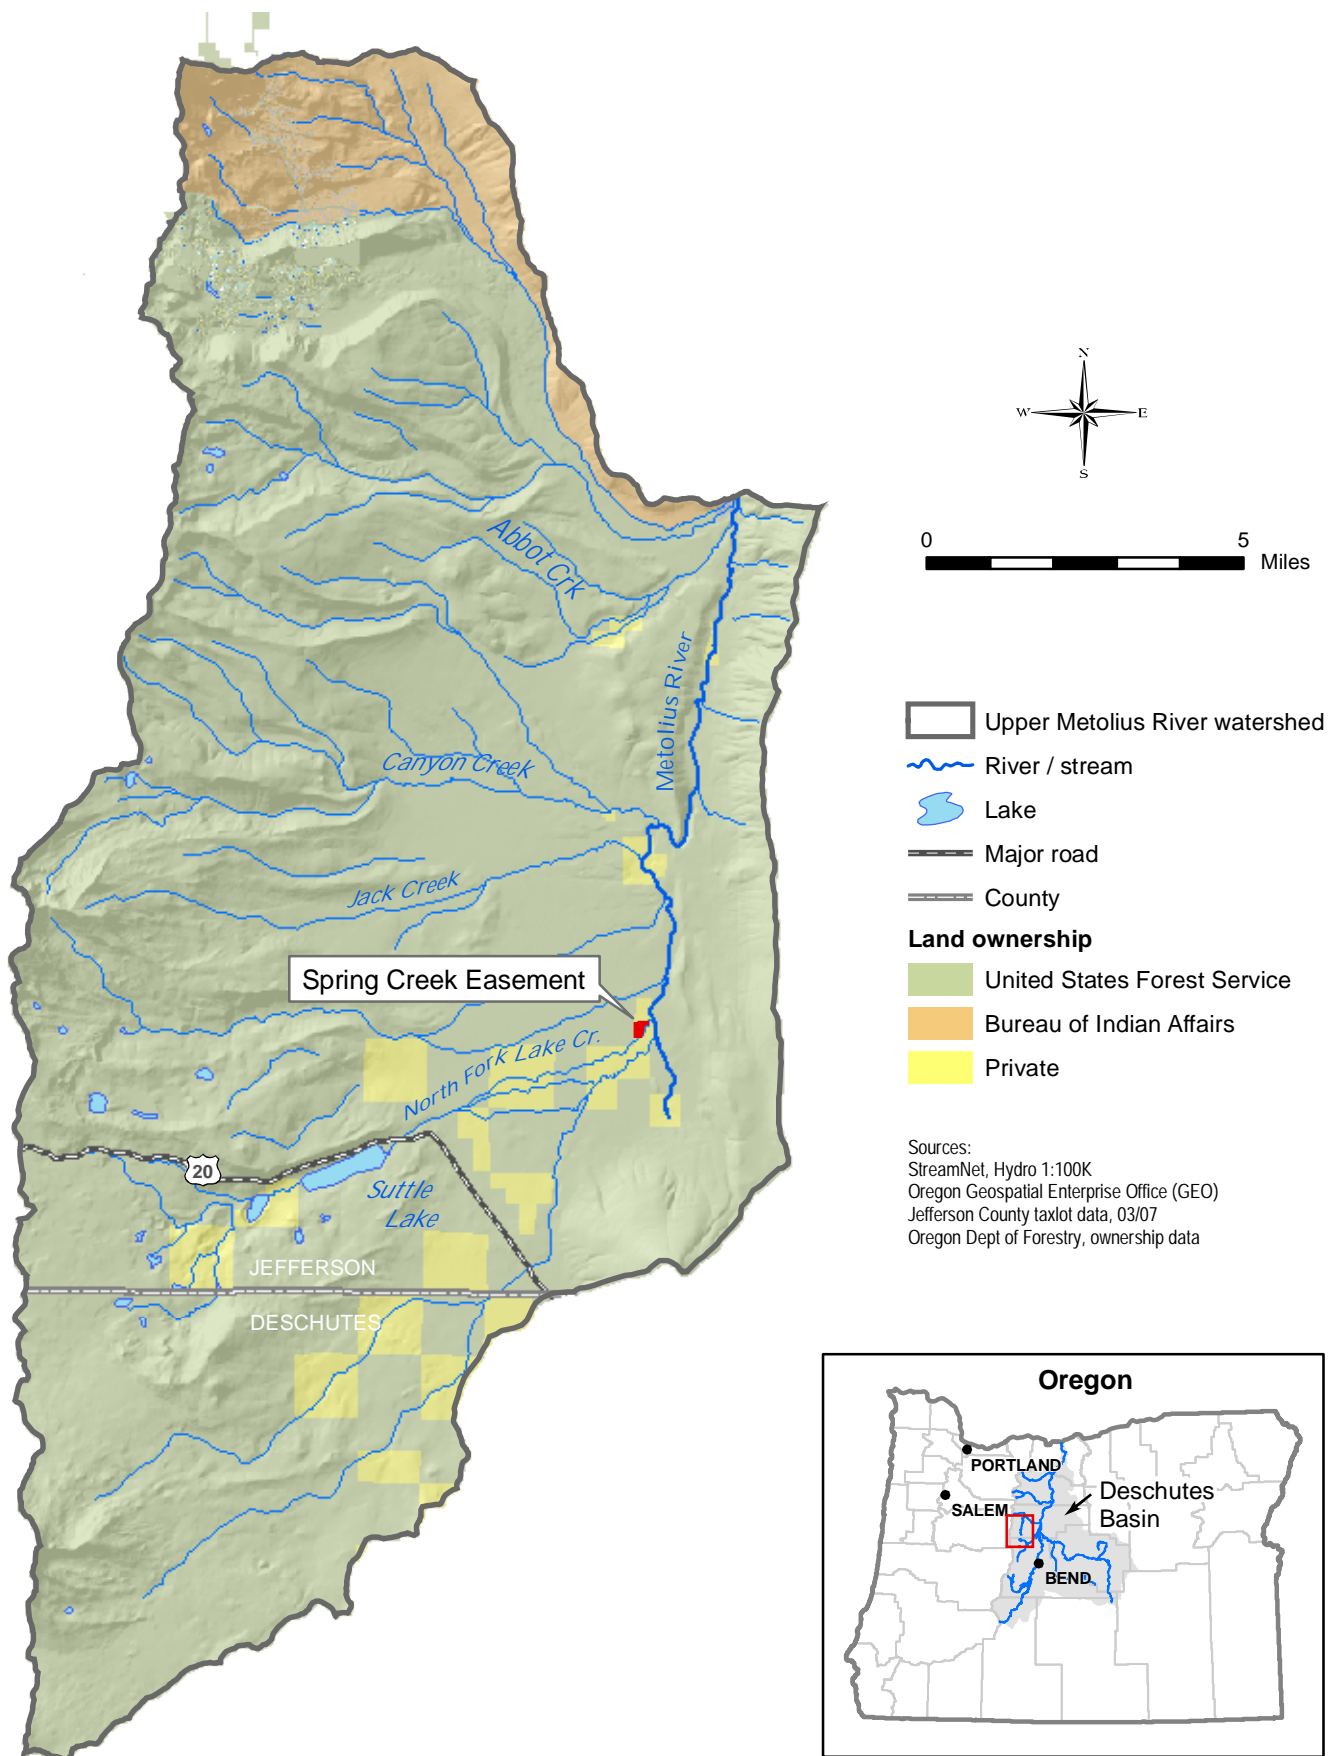 N
W
E
S
0
5
Miles
Abbot Crk
Metolius River
Canyon Creek
Jack Creek
Spring Creek Easement
North Fork Lake Cr.
20
Suttle
Lake
JEFFERSON
DESCHUTES
Upper Metolius River watershed
River / stream
Lake
Major road
County
Land ownership
United States Forest Service
Bureau of Indian Affairs
Private
Sources:
StreamNet, Hydro 1:100K
Oregon Geospatial Enterprise Office (GEO)
Jefferson County taxlot data, 03/07
Oregon Dept of Forestry, ownership data
Oregon
PORTLAND
SALEM
Deschutes
Basin
BEND